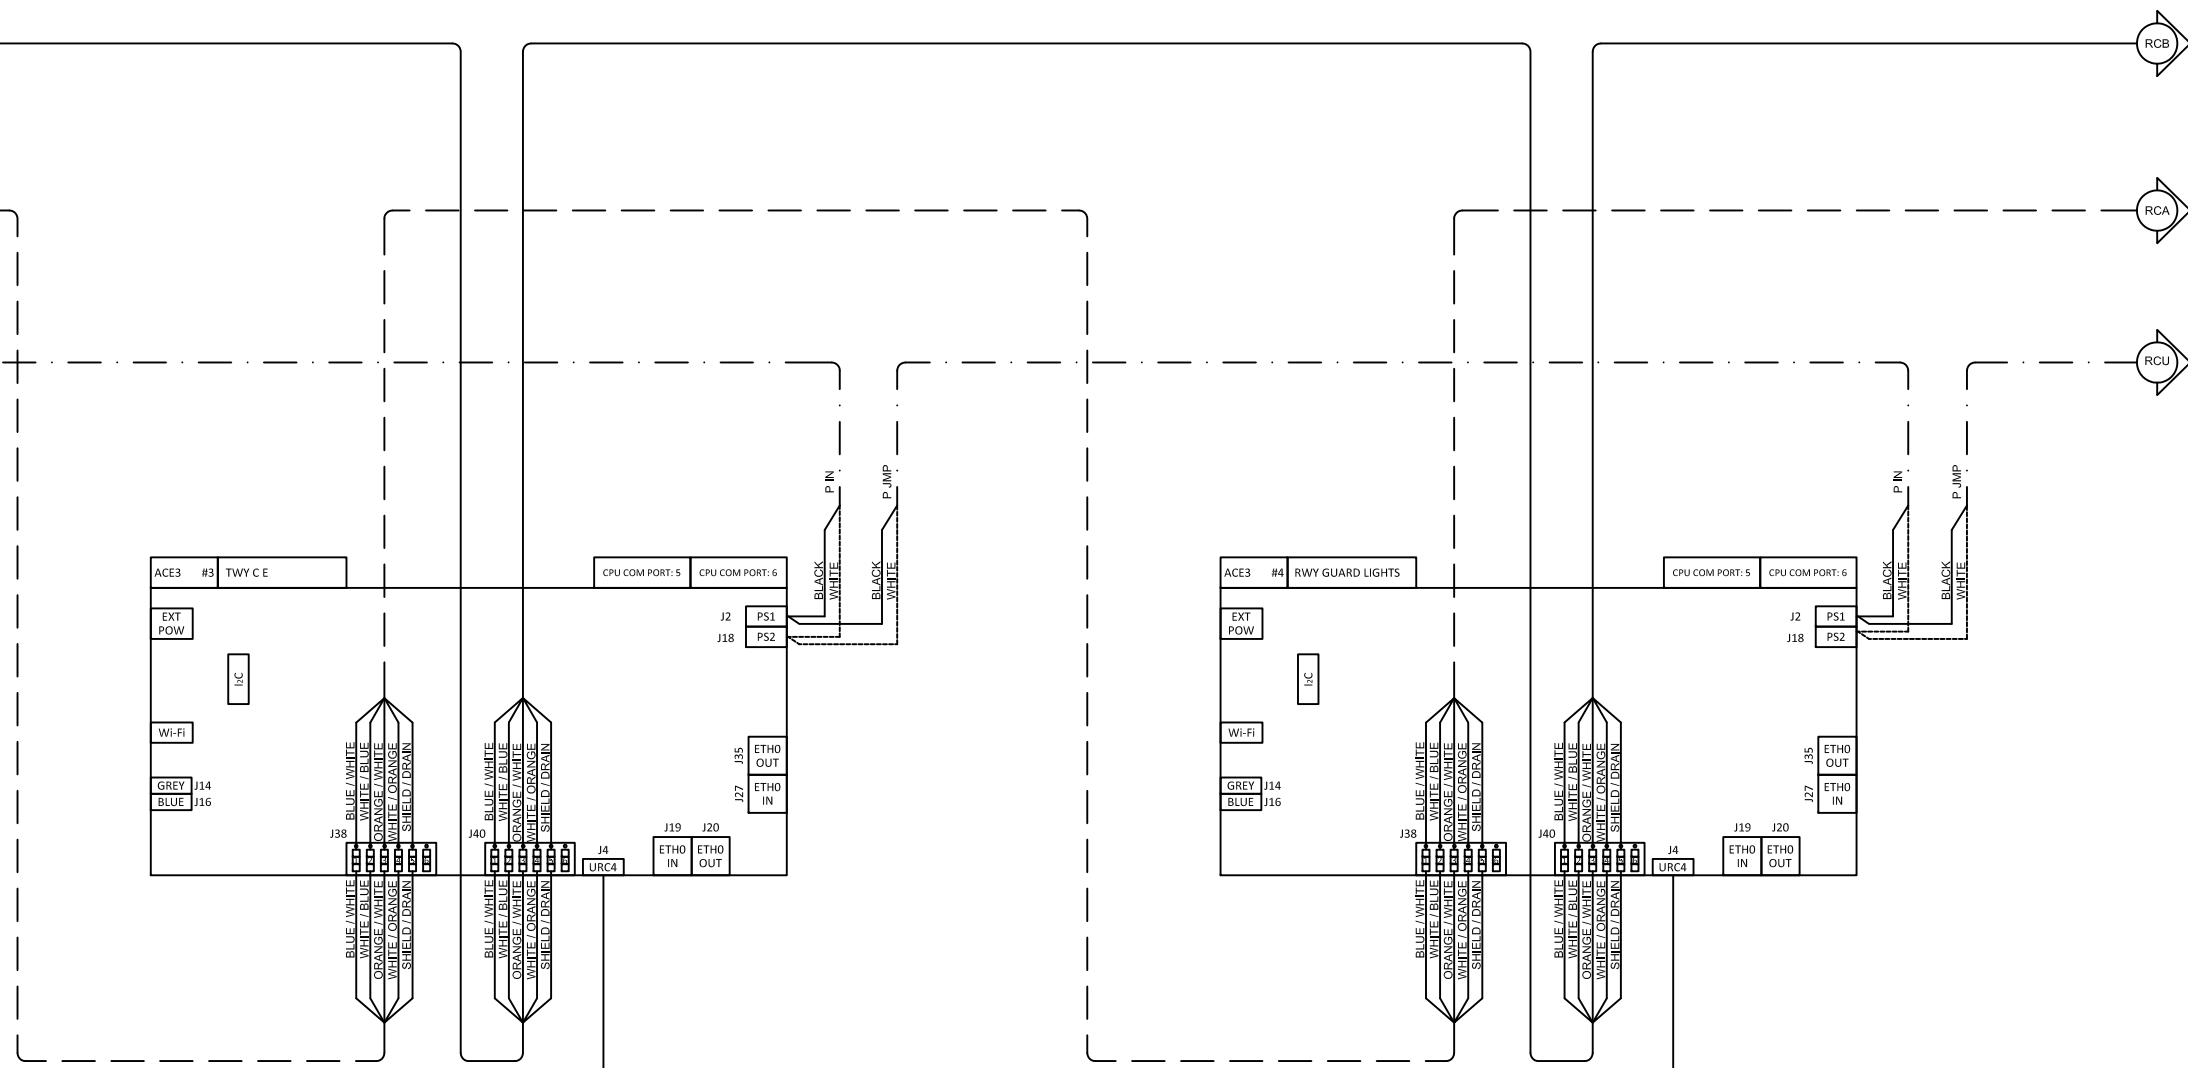 RCB
RCA
RCU
P IN
P JMP
P IN
P JMP
ACE3 #3 TWY C E
CPU COM PORT: 5 CPU COM PORT: 6
BLACK
WHITE
BLACK
WHITE
EXT
POW
J2 PS1
J18 PS2
I2C
Wi-Fi
GREY J14
BLUE J16
BLUE / WHITE
WHITE / BLUE
ORANGE / WHITE
WHITE / ORANGE
SHIELD / DRAIN
BLUE / WHITE
WHITE / BLUE
ORANGE / WHITE
WHITE / ORANGE
SHIELD / DRAIN
J35 ETH0
OUT
J27 ETH0
IN
J38
J40
J4
URC4
J19 J20
ETH0 ETH0
IN OUT
BLUE / WHITE
WHITE / BLUE
ORANGE / WHITE
WHITE / ORANGE
SHIELD / DRAIN
BLUE / WHITE
WHITE / BLUE
ORANGE / WHITE
WHITE / ORANGE
SHIELD / DRAIN
ACE3 #4 RWY GUARD LIGHTS
CPU COM PORT: 5 CPU COM PORT: 6
BLACK
WHITE
BLACK
WHITE
EXT
POW
J2 PS1
J18 PS2
I2C
Wi-Fi
GREY J14
BLUE J16
BLUE / WHITE
WHITE / BLUE
ORANGE / WHITE
WHITE / ORANGE
SHIELD / DRAIN
BLUE / WHITE
WHITE / BLUE
ORANGE / WHITE
WHITE / ORANGE
SHIELD / DRAIN
J35 ETH0
OUT
J27 ETH0
IN
J38
J40
J4
URC4
J19 J20
ETH0 ETH0
IN OUT
BLUE / WHITE
WHITE / BLUE
ORANGE / WHITE
WHITE / ORANGE
SHIELD / DRAIN
BLUE / WHITE
WHITE / BLUE
ORANGE / WHITE
WHITE / ORANGE
SHIELD / DRAIN